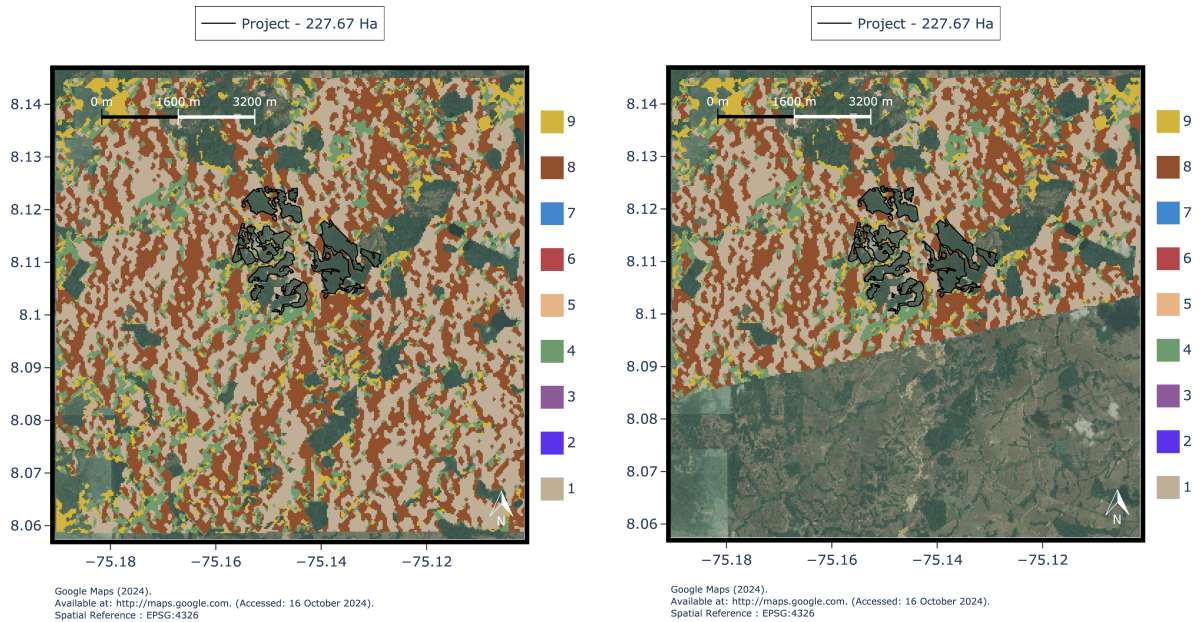 Project - 227.67 Ha
0 m 1600 m 3200 m
8.14
8.13
8.12
8.11
8.1
8.09
8.08
8.07
8.06
−75.18 −75.16 −75.14 −75.12
9
8
7
6
5
4
3
2
1
N
Google Maps (2024).
Available at: http://maps.google.com. (Accessed: 16 October 2024).
Spatial Reference : EPSG:4326
Project - 227.67 Ha
0 m 1600 m 3200 m
8.14
8.13
8.12
8.11
8.1
8.09
8.08
8.07
8.06
−75.18 −75.16 −75.14 −75.12
9
8
7
6
5
4
3
2
1
N
Google Maps (2024).
Available at: http://maps.google.com. (Accessed: 16 October 2024).
Spatial Reference : EPSG:4326